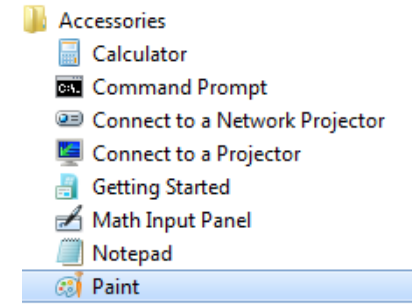 Accessories
Calculator
C:\.
Command Prompt
Connect to a Network Projector
Connect to a Projector
Getting Started
Math Input Panel
Notepad
Paint